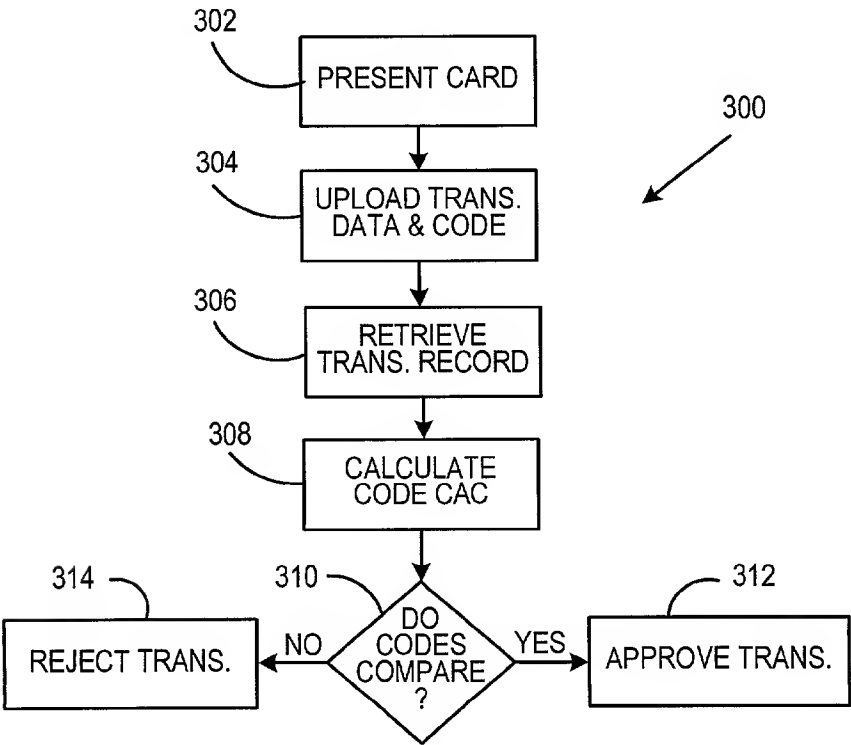 302
PRESENT CARD
300
304
UPLOAD TRANS.
DATA & CODE
306
RETRIEVE
TRANS. RECORD
308
CALCULATE
CODE CAC
314
310
312
REJECT TRANS.
NO
DO
CODES
COMPARE
?
YES
APPROVE TRANS.